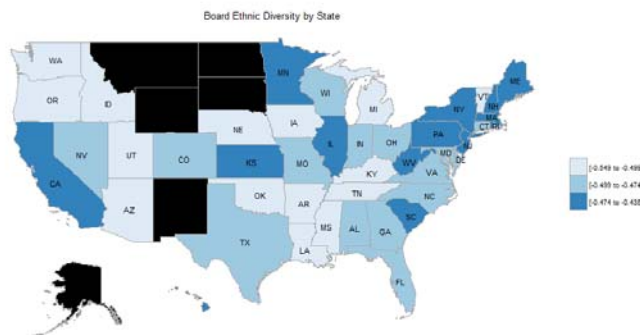 Board Ethnic Diversity by State
WA
OR
ID
MN
WI
MI
NY
VT
NH
ME
MA
CT
NE
IA
PA
NJ
NV
UT
CO
KS
MO
IL
IN
OH
WV
MD
DE
CA
KY
VA
AZ
OK
AR
TN
NC
SC
TX
LA
MS
AL
GA
FL